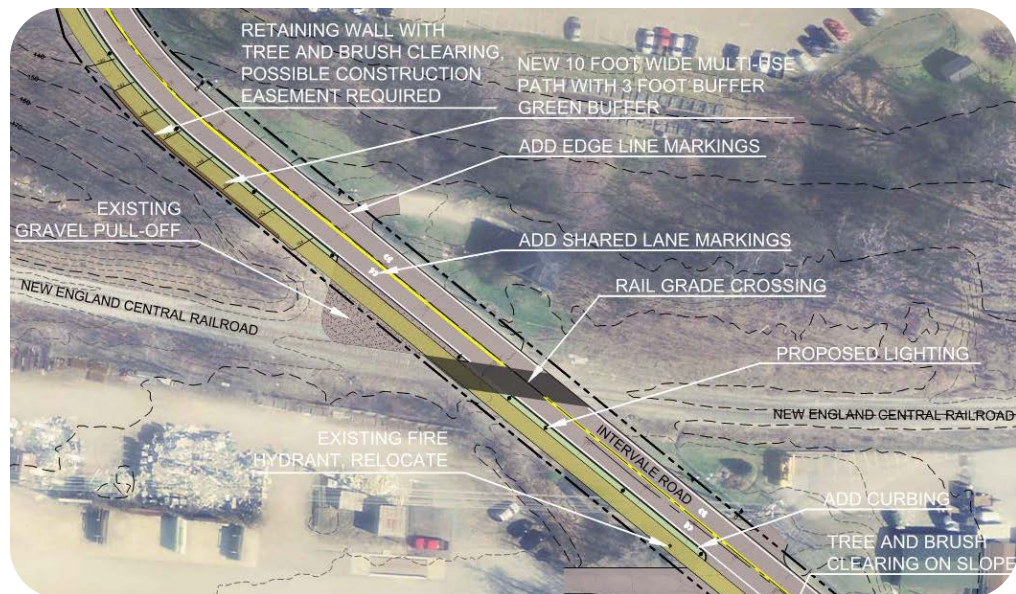 RETAINING WALL WITH
TREE AND BRUSH CLEARING,
POSSIBLE CONSTRUCTION
EASEMENT REQUIRED
NEW 10 FOOT WIDE MULTI-USE
PATH WITH 3 FOOT BUFFER
GREEN BUFFER
ADD EDGE LINE MARKINGS
EXISTING
GRAVEL PULL-OFF
ADD SHARED LANE MARKINGS
RAIL GRADE CROSSING
NEW ENGLAND CENTRAL RAILROAD
PROPOSED LIGHTING
NEW ENGLAND CENTRAL RAILROAD
EXISTING FIRE
HYDRANT, RELOCATE
INTERVALE ROAD
ADD CURBING
TREE AND BRUSH
CLEARING ON SLOPE